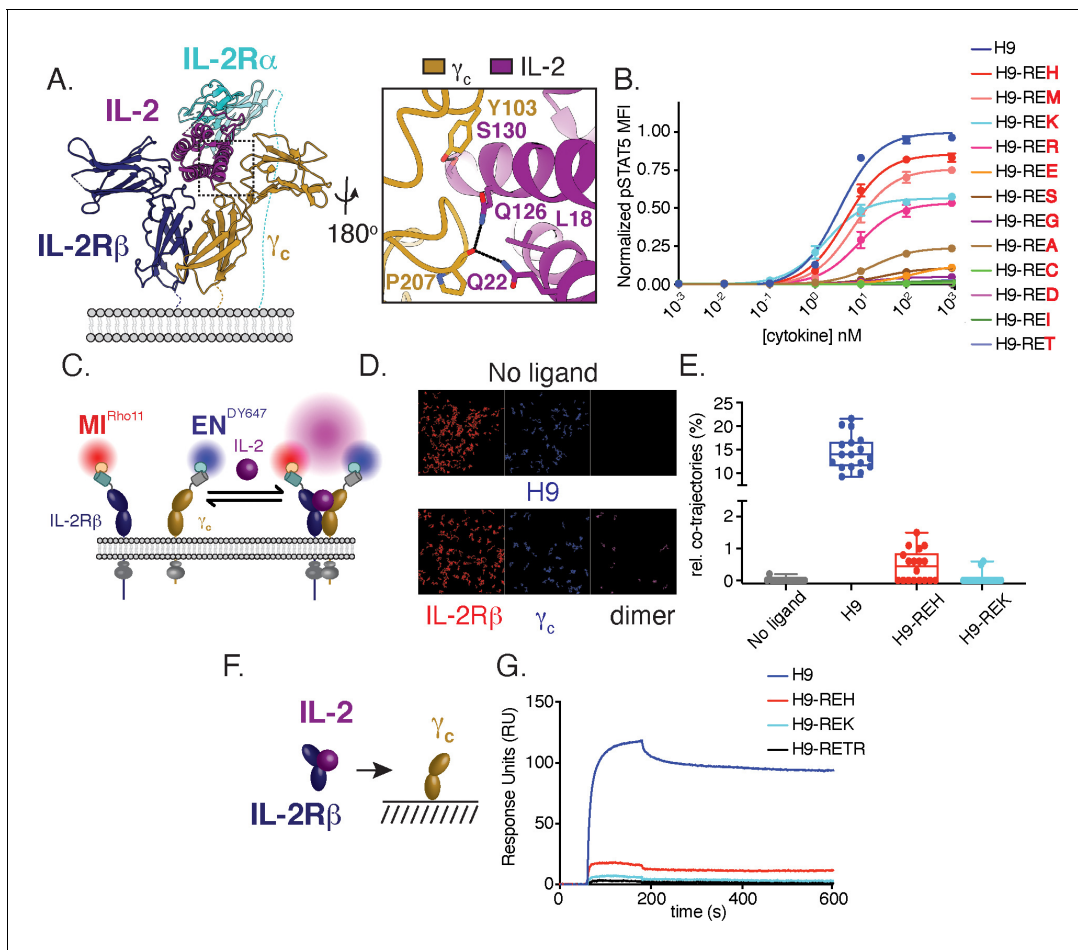 A.
IL-2Rα
IL-2
IL-2Rβ
γc
180º
γc IL-2
Y103
S130
Q126
L18
P207
Q22
B.
Normalized pSTAT5 MFI
1.00
0.75
0.50
0.25
0.00
10-3 10-2 10-1 100 101 102 103
[cytokine] nM
H9
H9-REH
H9-REM
H9-REK
H9-RER
H9-REE
H9-RES
H9-REG
H9-REA
H9-REC
H9-RED
H9-REI
H9-RET
C.
MIRho11
ENDY647
IL-2
IL-2Rβ
γc
D.
No ligand
H9
IL-2Rβ γc dimer
E.
rel. co-trajectories (%)
25
20
15
10
2
1
0
No ligand H9 H9-REH H9-REK
F.
IL-2
IL-2Rβ
γc
G.
Response Units (RU)
150
100
50
0
0 200 400 600
time (s)
H9
H9-REH
H9-REK
H9-RETR